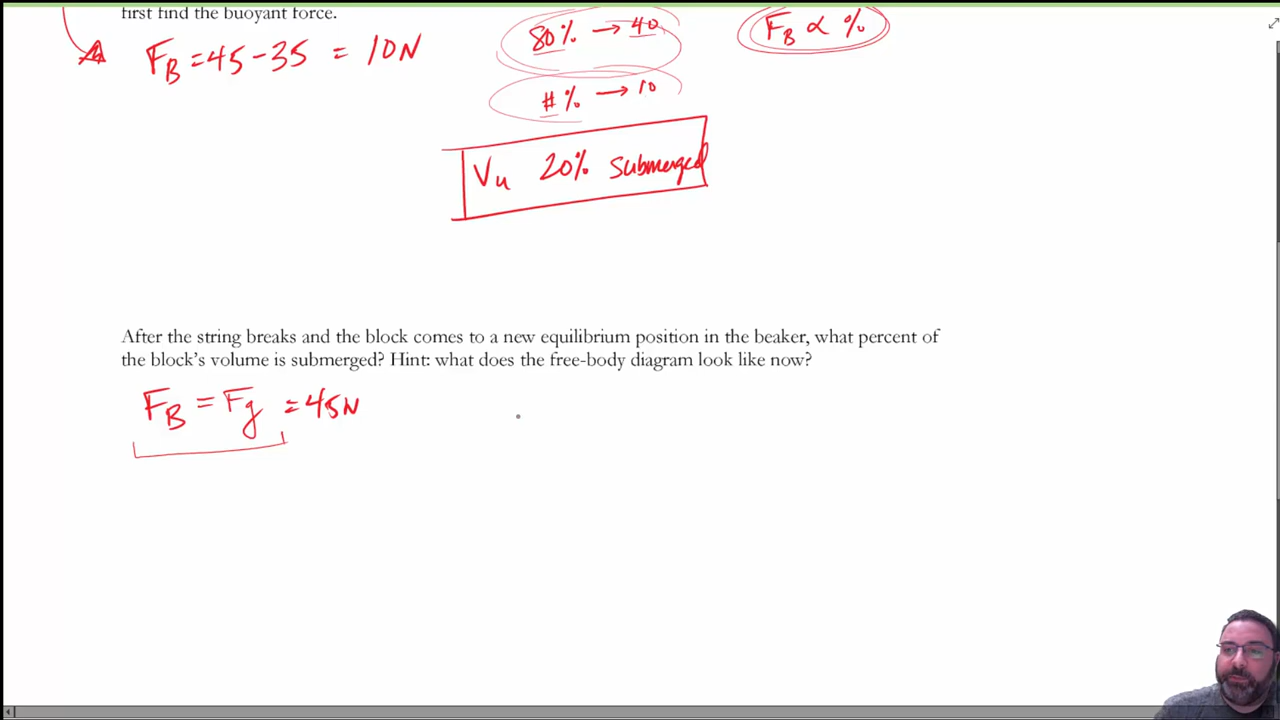 first find the buoyant force.
F_B = 45 - 35 = 10N
80% → 40
#% → 10
F_B ∝ %
Vu 20% submerged
After the string breaks and the block comes to a new equilibrium position in the beaker, what percent of
the block's volume is submerged? Hint: what does the free-body diagram look like now?
F_B = F_g = 45N